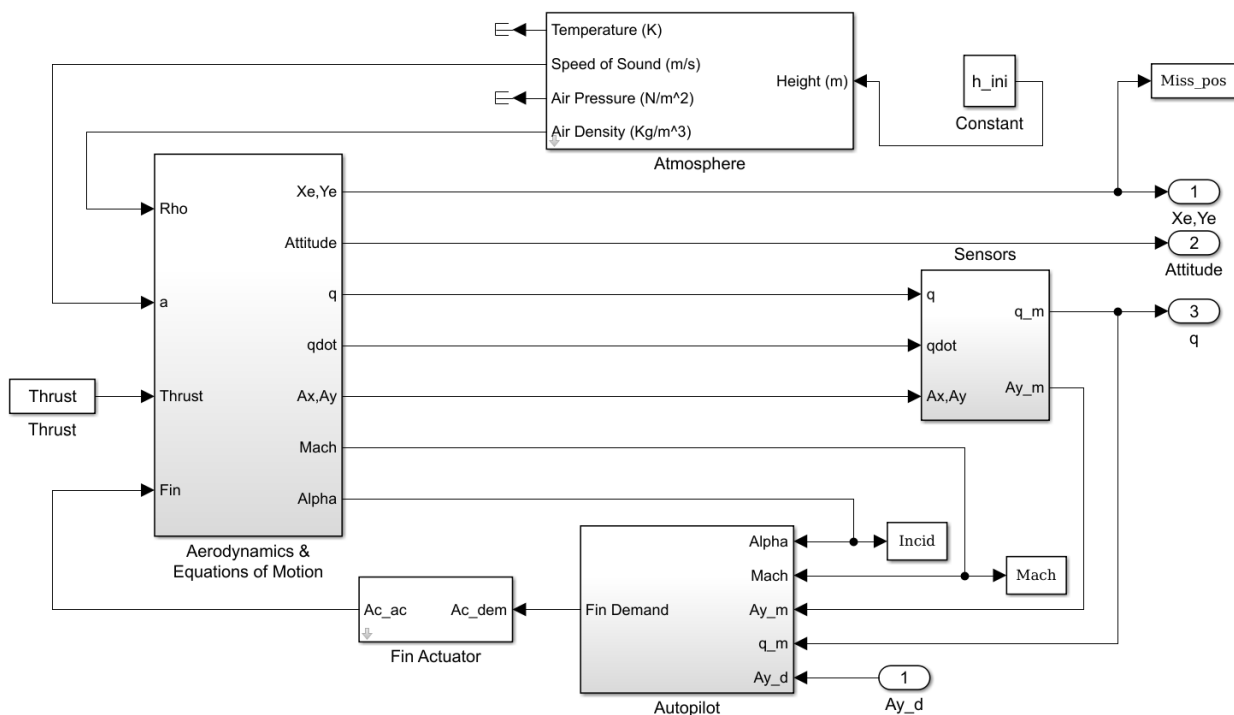 Temperature (K)
Speed of Sound (m/s)
Air Pressure (N/m^2)
Air Density (Kg/m^3)
Height (m)
Atmosphere
h_ini
Constant
Miss_pos
Rho
a
Thrust
Fin
Xe,Ye
Attitude
q
qdot
Ax,Ay
Mach
Alpha
Aerodynamics &
Equations of Motion
Thrust
Thrust
1
Xe,Ye
2
Attitude
Sensors
q
qdot
Ax,Ay
q_m
Ay_m
3
q
Alpha
Mach
Ay_m
q_m
Ay_d
Fin Demand
Autopilot
Incid
Mach
Ac_ac
Ac_dem
Fin Actuator
1
Ay_d